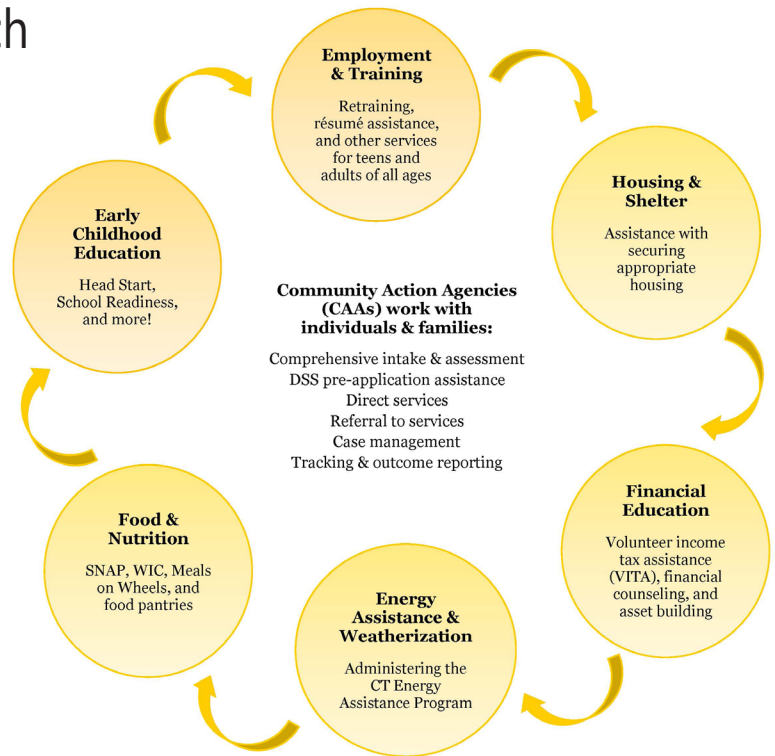 Employment
& Training
Retraining,
résumé assistance,
and other services
for teens and
adults of all ages
Housing &
Shelter
Assistance with
securing
appropriate
housing
Financial
Education
Volunteer income
tax assistance
(VITA), financial
counseling, and
asset building
Energy
Assistance &
Weatherization
Administering the
CT Energy
Assistance Program
Food &
Nutrition
SNAP, WIC, Meals
on Wheels, and
food pantries
Early
Childhood
Education
Head Start,
School Readiness,
and more!
Community Action Agencies
(CAAs) work with
individuals & families:
Comprehensive intake & assessment
DSS pre-application assistance
Direct services
Referral to services
Case management
Tracking & outcome reporting